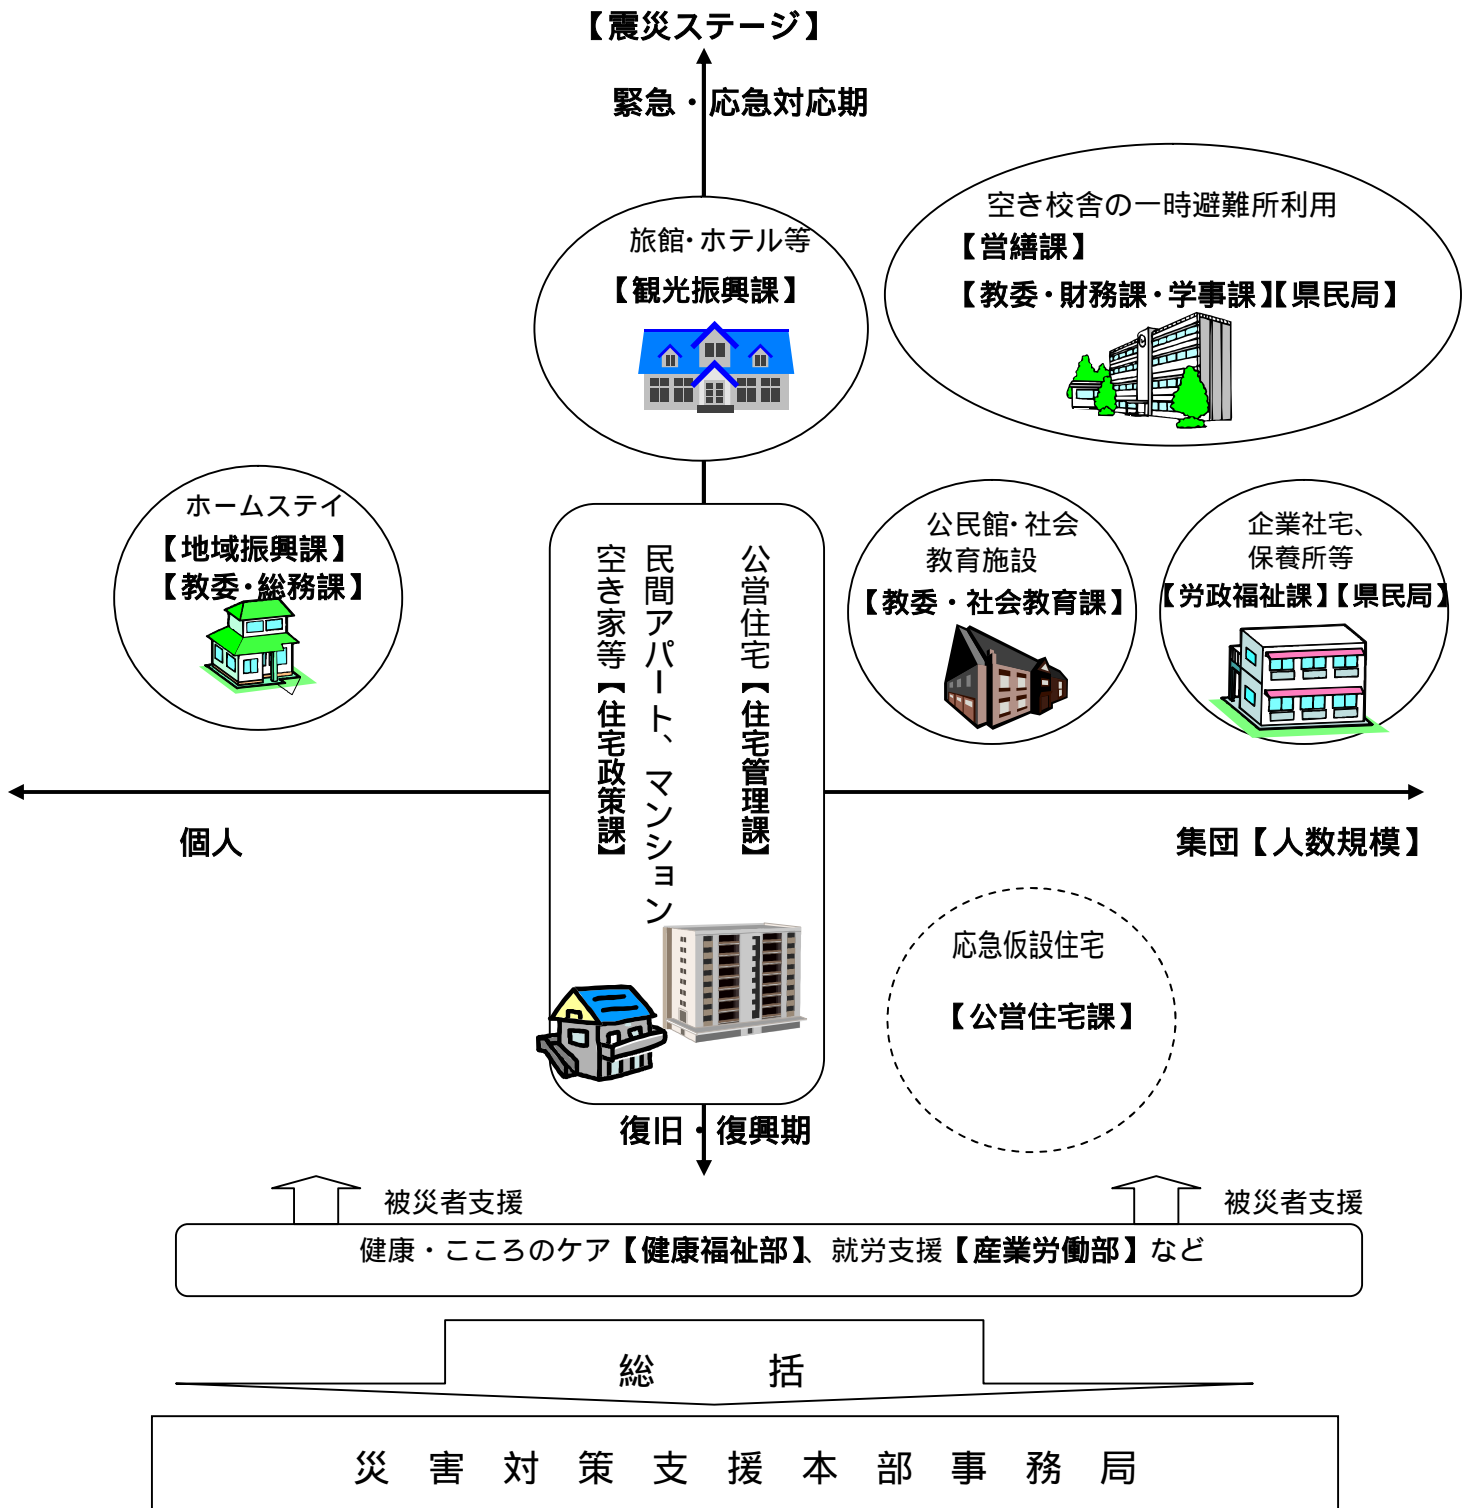 【震災ステージ】
緊急・応急対応期
空き校舎の一時避難所利用
【営繕課】
【教委・財務課・学事課】【県民局】
旅館・ホテル等
【観光振興課】
ホームステイ
【地域振興課】
【教委・総務課】
公営住宅【住宅管理課】
民間アパート、マンション
空き家等【住宅政策課】
公民館・社会
教育施設
【教委・社会教育課】
企業社宅、
保養所等
【労政福祉課】【県民局】
個人
集団【人数規模】
応急仮設住宅
【公営住宅課】
復旧・復興期
被災者支援
被災者支援
健康・こころのケア【健康福祉部】、就労支援【産業労働部】など
総 括
災 害 対 策 支 援 本 部 事 務 局